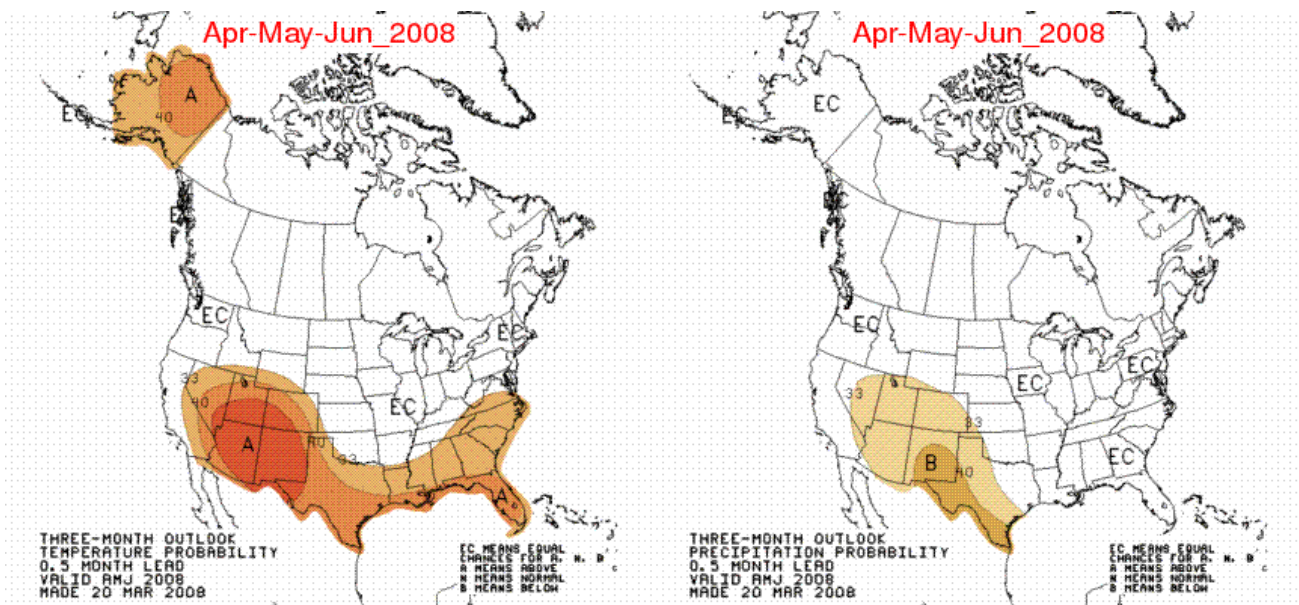 Apr-May-Jun_2008
A
40
EC
EC
EC
EC
33
40
EC
A
40
33
A
THREE-MONTH OUTLOOK
TEMPERATURE PROBABILITY
0.5 MONTH LEAD
VALID AMJ 2008
MADE 20 MAR 2008
EC MEANS EQUAL
CHANCES FOR A, N, B
A MEANS ABOVE
N MEANS NORMAL
B MEANS BELOW
Apr-May-Jun_2008
EC
EC
EC
EC
EC
EC
33
33
B
40
EC
THREE-MONTH OUTLOOK
PRECIPITATION PROBABILITY
0.5 MONTH LEAD
VALID AMJ 2008
MADE 20 MAR 2008
EC MEANS EQUAL
CHANCES FOR A, N, B
A MEANS ABOVE
N MEANS NORMAL
B MEANS BELOW